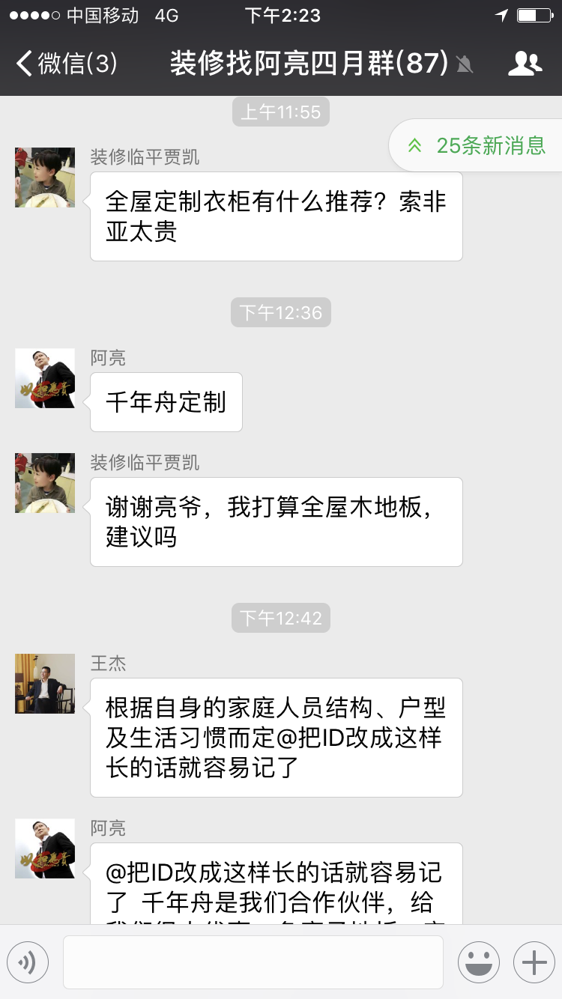 中国移动 4G 下午2:23
微信(3) 装修找阿亮四月群(87)
上午11:55
25条新消息
装修临平贾凯
全屋定制衣柜有什么推荐？索非
亚太贵
下午12:36
阿亮
千年舟定制
装修临平贾凯
谢谢亮爷，我打算全屋木地板，
建议吗
下午12:42
王杰
根据自身的家庭人员结构、户型
及生活习惯而定@把ID改成这样
长的话就容易记了
阿亮
@把ID改成这样长的话就容易记
了 千年舟是我们合作伙伴，给